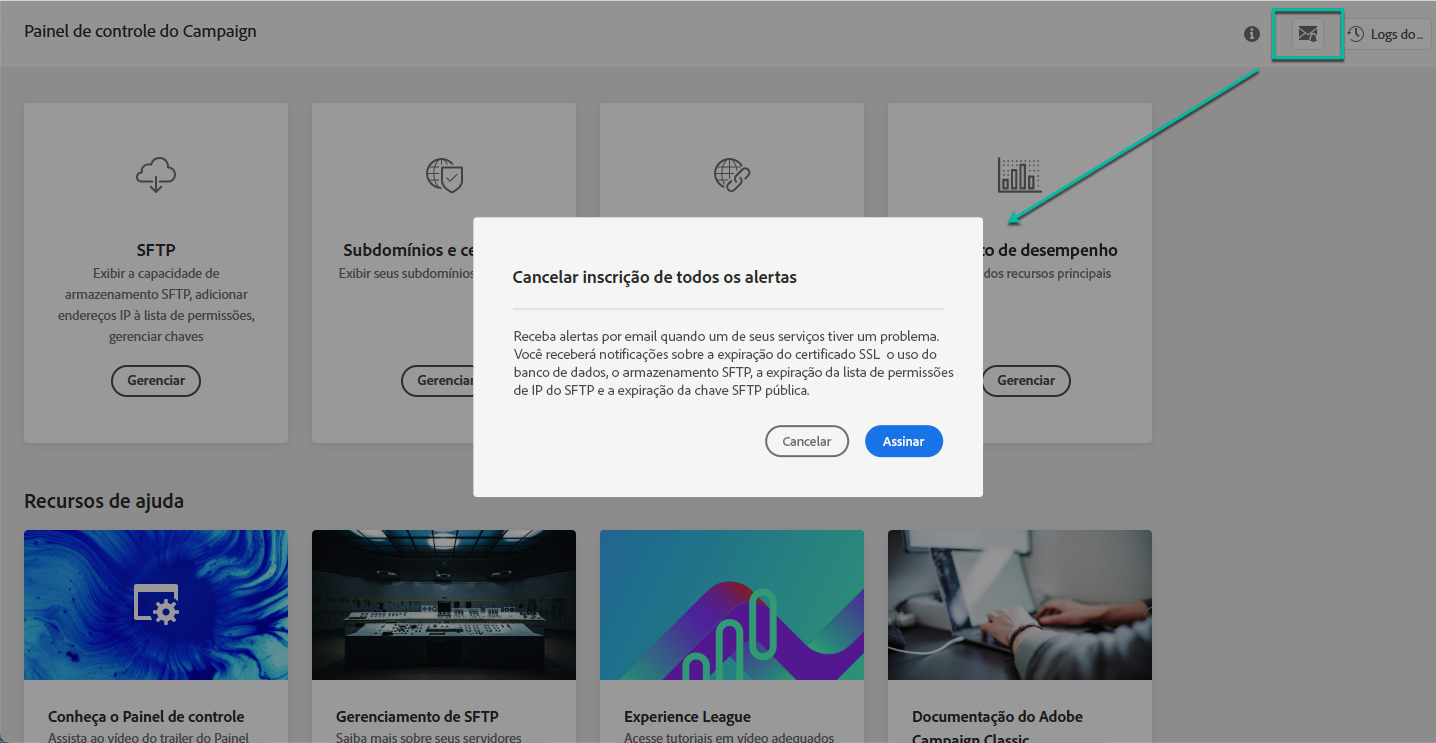 Painel de controle do Campaign
Logs do...
SFTP
Exibir a capacidade de
armazenamento SFTP, adicionar
endereços IP à lista de permissões,
gerenciar chaves
Gerenciar
Subdomínios e ce
Exibir seus subdomínios
Gerenciar
to de desempenho
dos recursos principais
Gerenciar
Cancelar inscrição de todos os alertas
Receba alertas por email quando um de seus serviços tiver um problema.
Você receberá notificações sobre a expiração do certificado SSL o uso do
banco de dados, o armazenamento SFTP, a expiração da lista de permissões
de IP do SFTP e a expiração da chave SFTP pública.
Cancelar
Assinar
Recursos de ajuda
Conheça o Painel de controle
Assista ao vídeo do trailer do Painel
Gerenciamento de SFTP
Saiba mais sobre seus servidores
Experience League
Acesse tutoriais em vídeo adequados
Documentação do Adobe
Campaign Classic